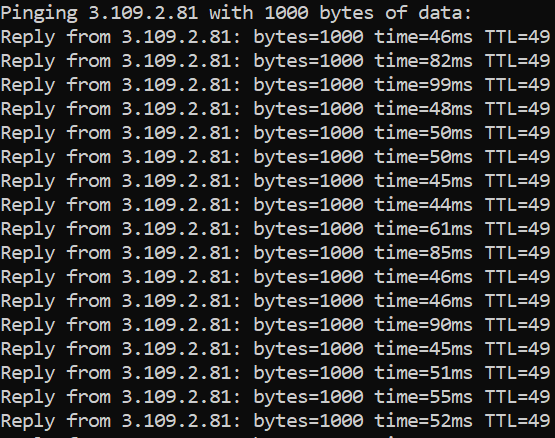 Pinging 3.109.2.81 with 1000 bytes of data:
Reply from 3.109.2.81: bytes=1000 time=46ms TTL=49
Reply from 3.109.2.81: bytes=1000 time=82ms TTL=49
Reply from 3.109.2.81: bytes=1000 time=99ms TTL=49
Reply from 3.109.2.81: bytes=1000 time=48ms TTL=49
Reply from 3.109.2.81: bytes=1000 time=50ms TTL=49
Reply from 3.109.2.81: bytes=1000 time=50ms TTL=49
Reply from 3.109.2.81: bytes=1000 time=45ms TTL=49
Reply from 3.109.2.81: bytes=1000 time=44ms TTL=49
Reply from 3.109.2.81: bytes=1000 time=61ms TTL=49
Reply from 3.109.2.81: bytes=1000 time=85ms TTL=49
Reply from 3.109.2.81: bytes=1000 time=46ms TTL=49
Reply from 3.109.2.81: bytes=1000 time=46ms TTL=49
Reply from 3.109.2.81: bytes=1000 time=90ms TTL=49
Reply from 3.109.2.81: bytes=1000 time=45ms TTL=49
Reply from 3.109.2.81: bytes=1000 time=51ms TTL=49
Reply from 3.109.2.81: bytes=1000 time=55ms TTL=49
Reply from 3.109.2.81: bytes=1000 time=52ms TTL=49